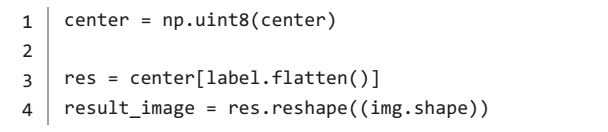 1 center = np.uint8(center)
2
3 res = center[label.flatten()]
4 result_image = res.reshape((img.shape))